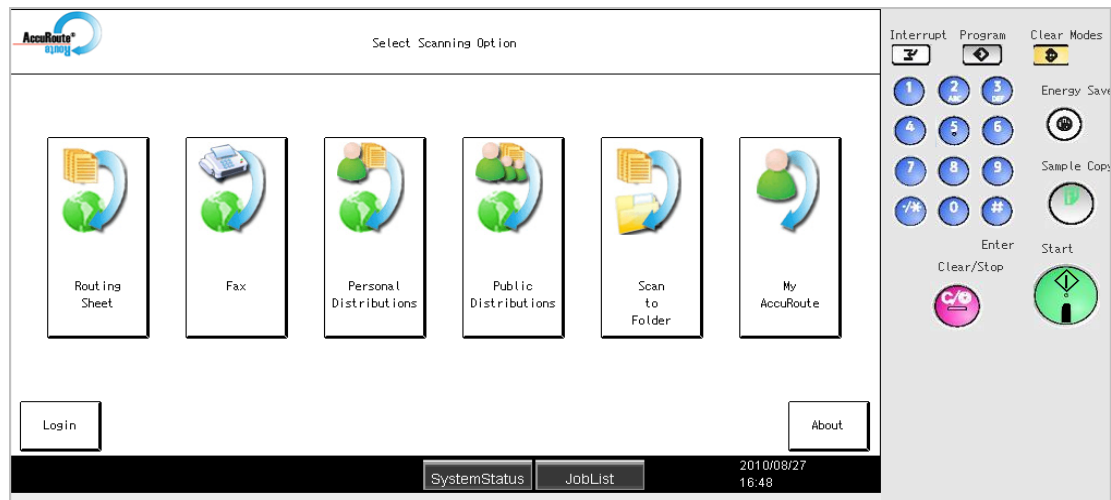 AccuRoute®
Route
Select Scanning Option
Routing
Sheet
Fax
Personal
Distributions
Public
Distributions
Scan
to
Folder
My
AccuRoute
Login
About
SystemStatus
JobList
2010/08/27
16:48
Interrupt
Program
Clear Modes
1
2
ABC
3
DEF
Energy Save
4
5
6
7
8
9
Sample Copy
·/*
0
#
Enter
Start
Clear/Stop
C/